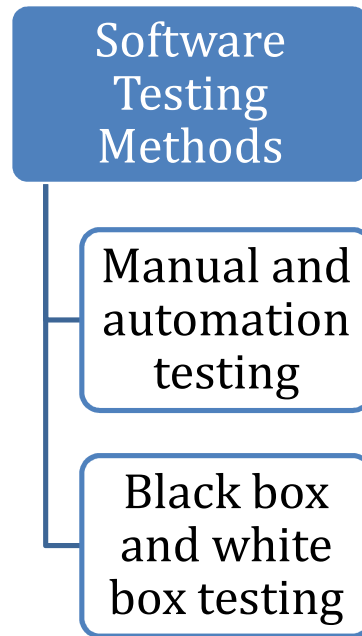 Software
Testing
Methods
Manual and
automation
testing
Black box
and white
box testing